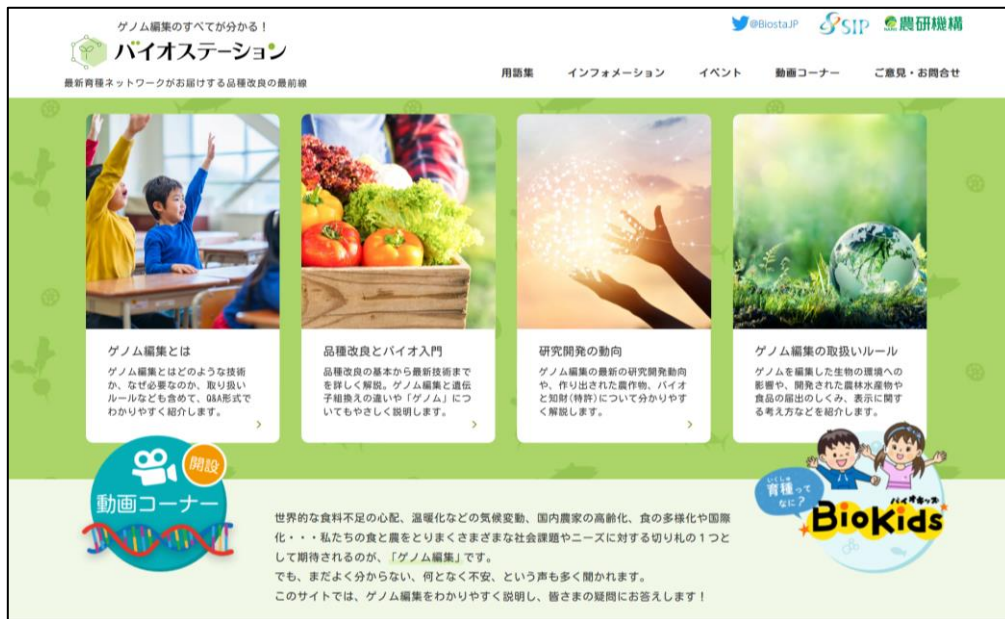 ゲノム編集のすべてが分かる！
バイオステーション
最新育種ネットワークがお届けする品種改良の最前線
@BiostaJP
SIP
NARO
農研機構
用語集 インフォメーション イベント 動画コーナー ご意見・お問合せ
ゲノム編集とは
ゲノム編集とはどのような技術
か、なぜ必要なのか、取り扱い
ルールなども含めて、Q&A形式で
わかりやすく紹介します。
品種改良とバイオ入門
品種改良の基本から最新技術まで
を詳しく解説。ゲノム編集と遺伝
子組換えの違いや「ゲノム」につ
いてもやさしく説明します。
研究開発の動向
ゲノム編集の最新の研究開発動向
や、作り出された農作物、バイオ
と知財(特許)について分かりやす
く解説します。
ゲノム編集の取扱いルール
ゲノムを編集した生物の環境への
影響や、開発された農林水産物や
食品の届出のしくみ、表示に関す
る考え方などを紹介します。
開設
動画コーナー
いくしゅ
育種って
なに？
バイオキッズ
BioKids
世界的な食料不足の心配、温暖化などの気候変動、国内農家の高齢化、食の多様化や国際
化・・・私たちの食と農をとりまくさまざまな社会課題やニーズに対する切り札の１つと
して期待されるのが、「ゲノム編集」です。
でも、まだよく分からない、何となく不安、という声も多く聞かれます。
このサイトでは、ゲノム編集をわかりやすく説明し、皆さまの疑問にお答えします！